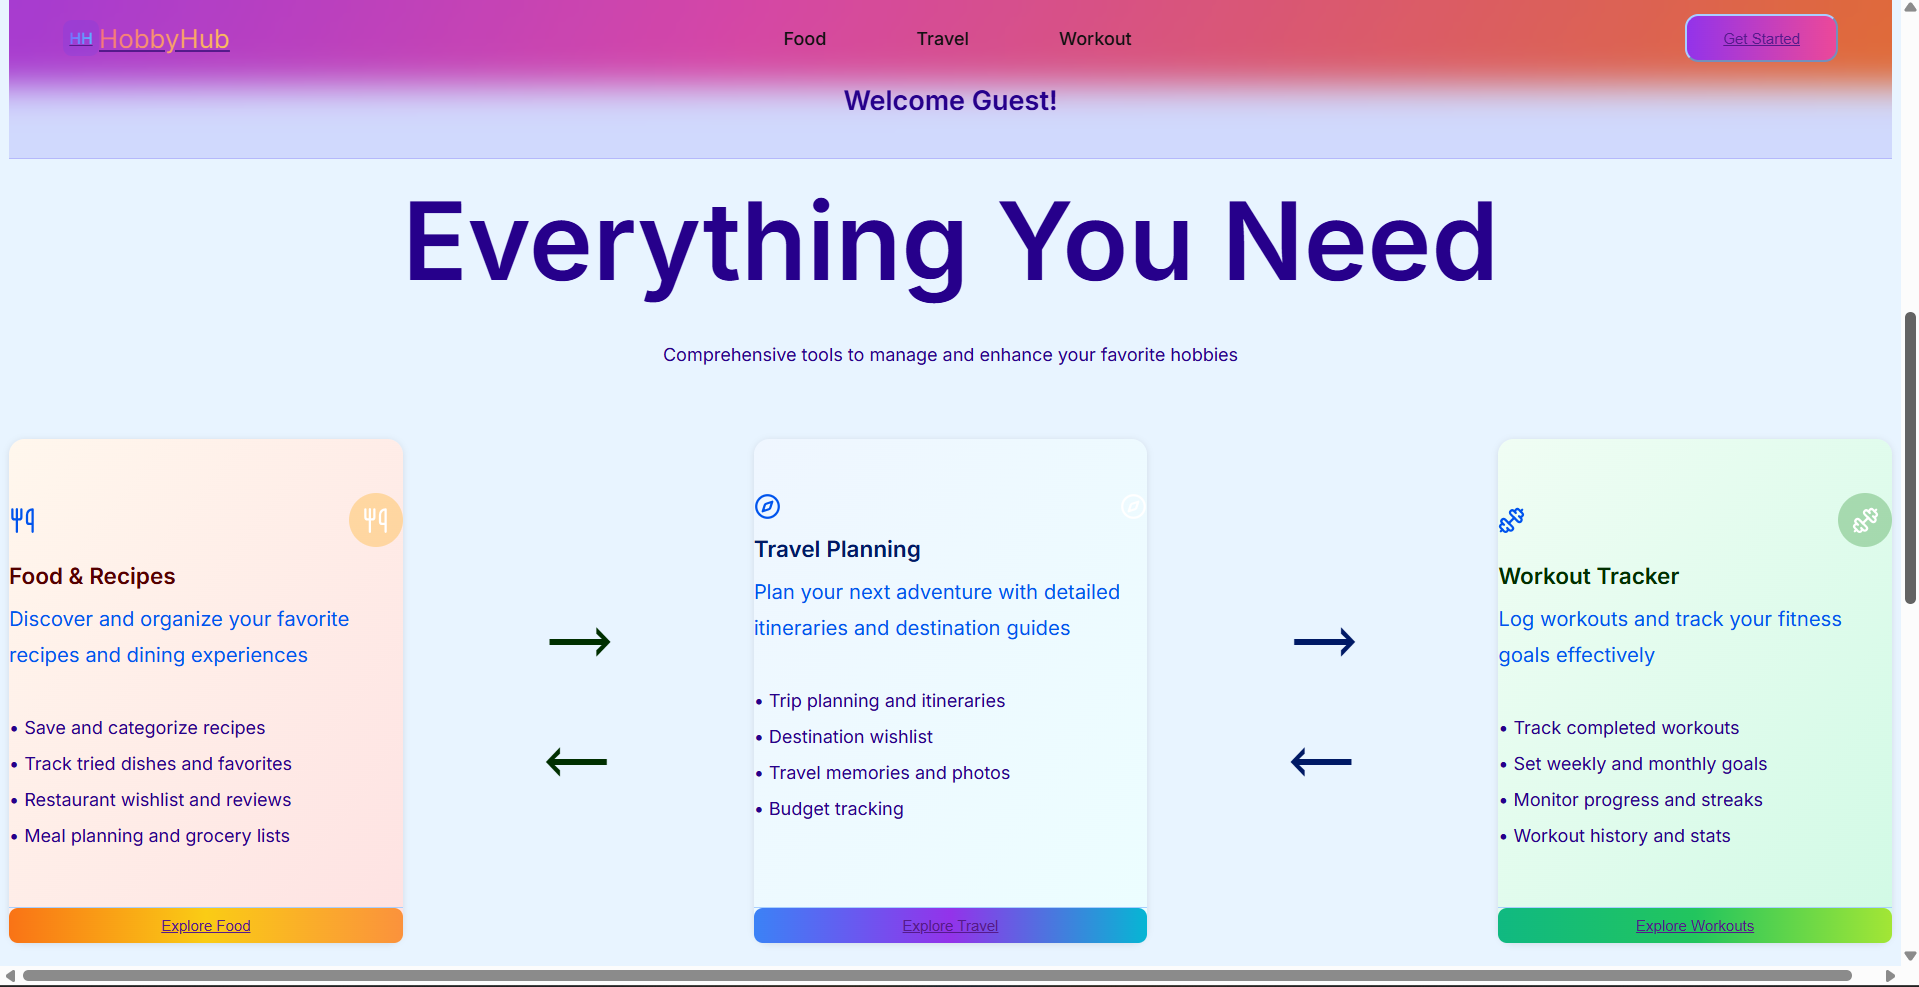 HH HobbyHub
Food Travel Workout
Get Started
Welcome Guest!
Everything You Need
Comprehensive tools to manage and enhance your favorite hobbies
Food & Recipes
Discover and organize your favorite
recipes and dining experiences
• Save and categorize recipes
• Track tried dishes and favorites
• Restaurant wishlist and reviews
• Meal planning and grocery lists
Explore Food
Travel Planning
Plan your next adventure with detailed
itineraries and destination guides
• Trip planning and itineraries
• Destination wishlist
• Travel memories and photos
• Budget tracking
Explore Travel
Workout Tracker
Log workouts and track your fitness
goals effectively
• Track completed workouts
• Set weekly and monthly goals
• Monitor progress and streaks
• Workout history and stats
Explore Workouts